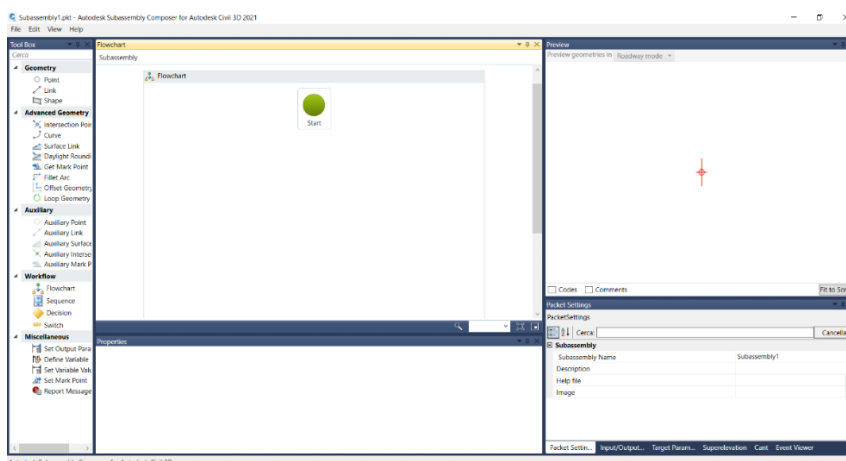 Subassembly1.pkt - Autodesk Subassembly Composer for Autodesk Civil 3D 2021
File Edit View Help
Tool Box
Cerca
Geometry
Point
Link
Shape
Advanced Geometry
Intersection Poin
Curve
Surface Link
Daylight Roundi
Get Mark Point
Fillet Arc
Offset Geometry
Loop Geometry
Auxiliary
Auxiliary Point
Auxiliary Link
Auxiliary Surface
Auxiliary Interse
Auxiliary Mark P
Workflow
Flowchart
Sequence
Decision
Switch
Miscellaneous
Set Output Para
Define Variable
Set Variable Valu
Set Mark Point
Report Message
Flowchart
Subassembly
Flowchart
Start
Properties
Preview
Preview geometries in Roadway mode
Codes Comments Fit to Scr
Packet Settings
PacketSettings
Cerca: Cancella
Subassembly
Subassembly Name Subassembly1
Description
Help file
Image
Packet Settin... Input/Output... Target Param... Superelevation Cant Event Viewer